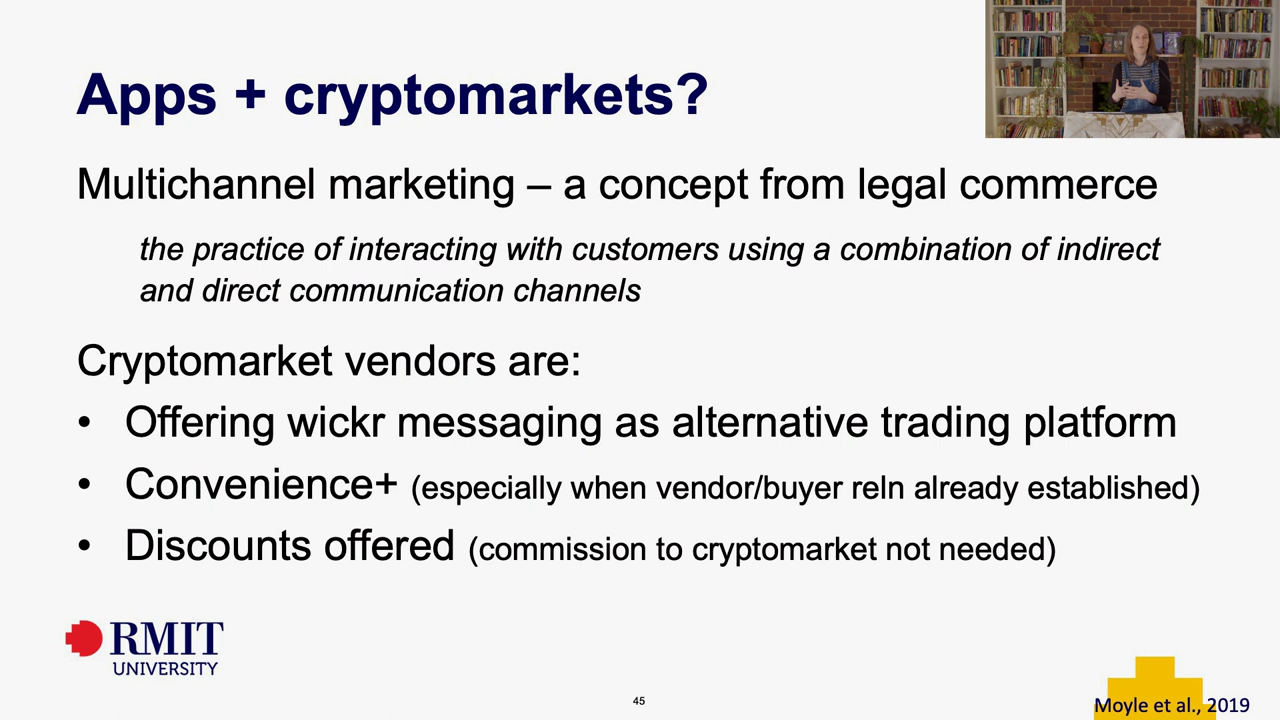 Apps + cryptomarkets?
Multichannel marketing – a concept from legal commerce
the practice of interacting with customers using a combination of indirect
and direct communication channels
Cryptomarket vendors are:
• Offering wickr messaging as alternative trading platform
• Convenience+ (especially when vendor/buyer reln already established)
• Discounts offered (commission to cryptomarket not needed)
RMIT
UNIVERSITY
45
Moyle et al., 2019